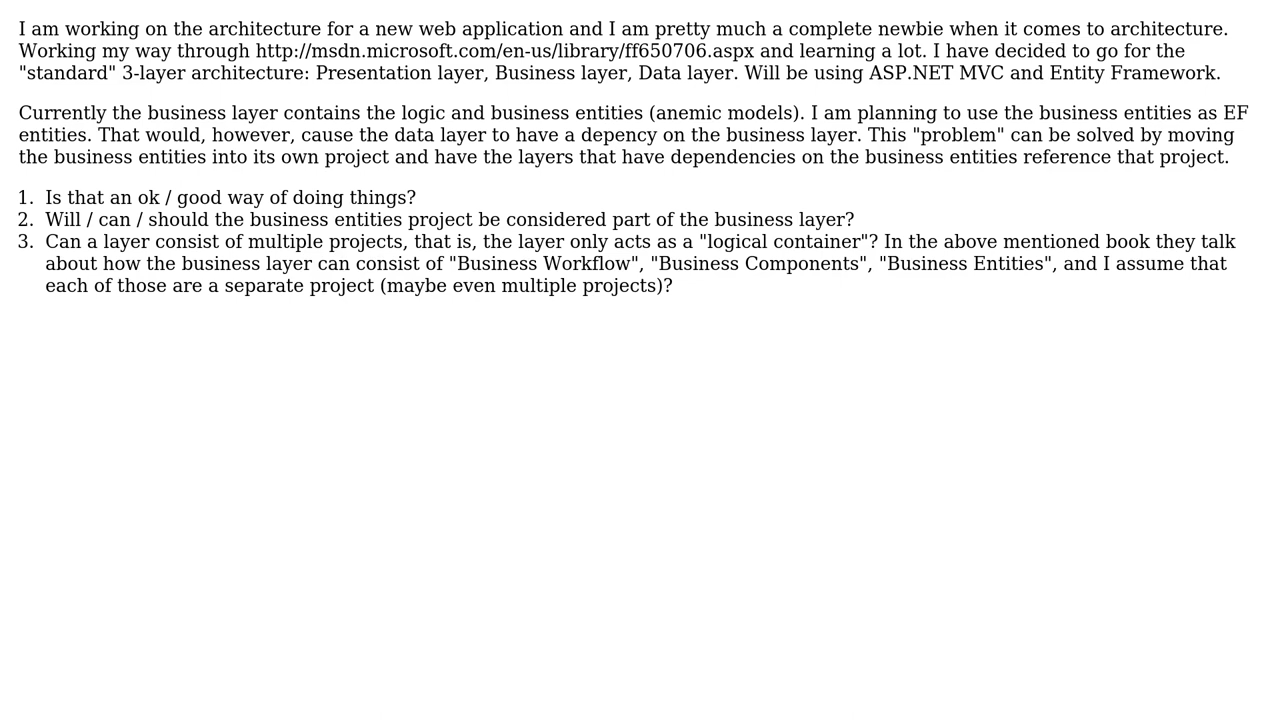 I am working on the architecture for a new web application and I am pretty much a complete newbie when it comes to architecture.
Working my way through http://msdn.microsoft.com/en-us/library/ff650706.aspx and learning a lot. I have decided to go for the
"standard" 3-layer architecture: Presentation layer, Business layer, Data layer. Will be using ASP.NET MVC and Entity Framework.
Currently the business layer contains the logic and business entities (anemic models). I am planning to use the business entities as EF
entities. That would, however, cause the data layer to have a depency on the business layer. This "problem" can be solved by moving
the business entities into its own project and have the layers that have dependencies on the business entities reference that project.
1. Is that an ok / good way of doing things?
2. Will / can / should the business entities project be considered part of the business layer?
3. Can a layer consist of multiple projects, that is, the layer only acts as a "logical container"? In the above mentioned book they talk
about how the business layer can consist of "Business Workflow", "Business Components", "Business Entities", and I assume that
each of those are a separate project (maybe even multiple projects)?